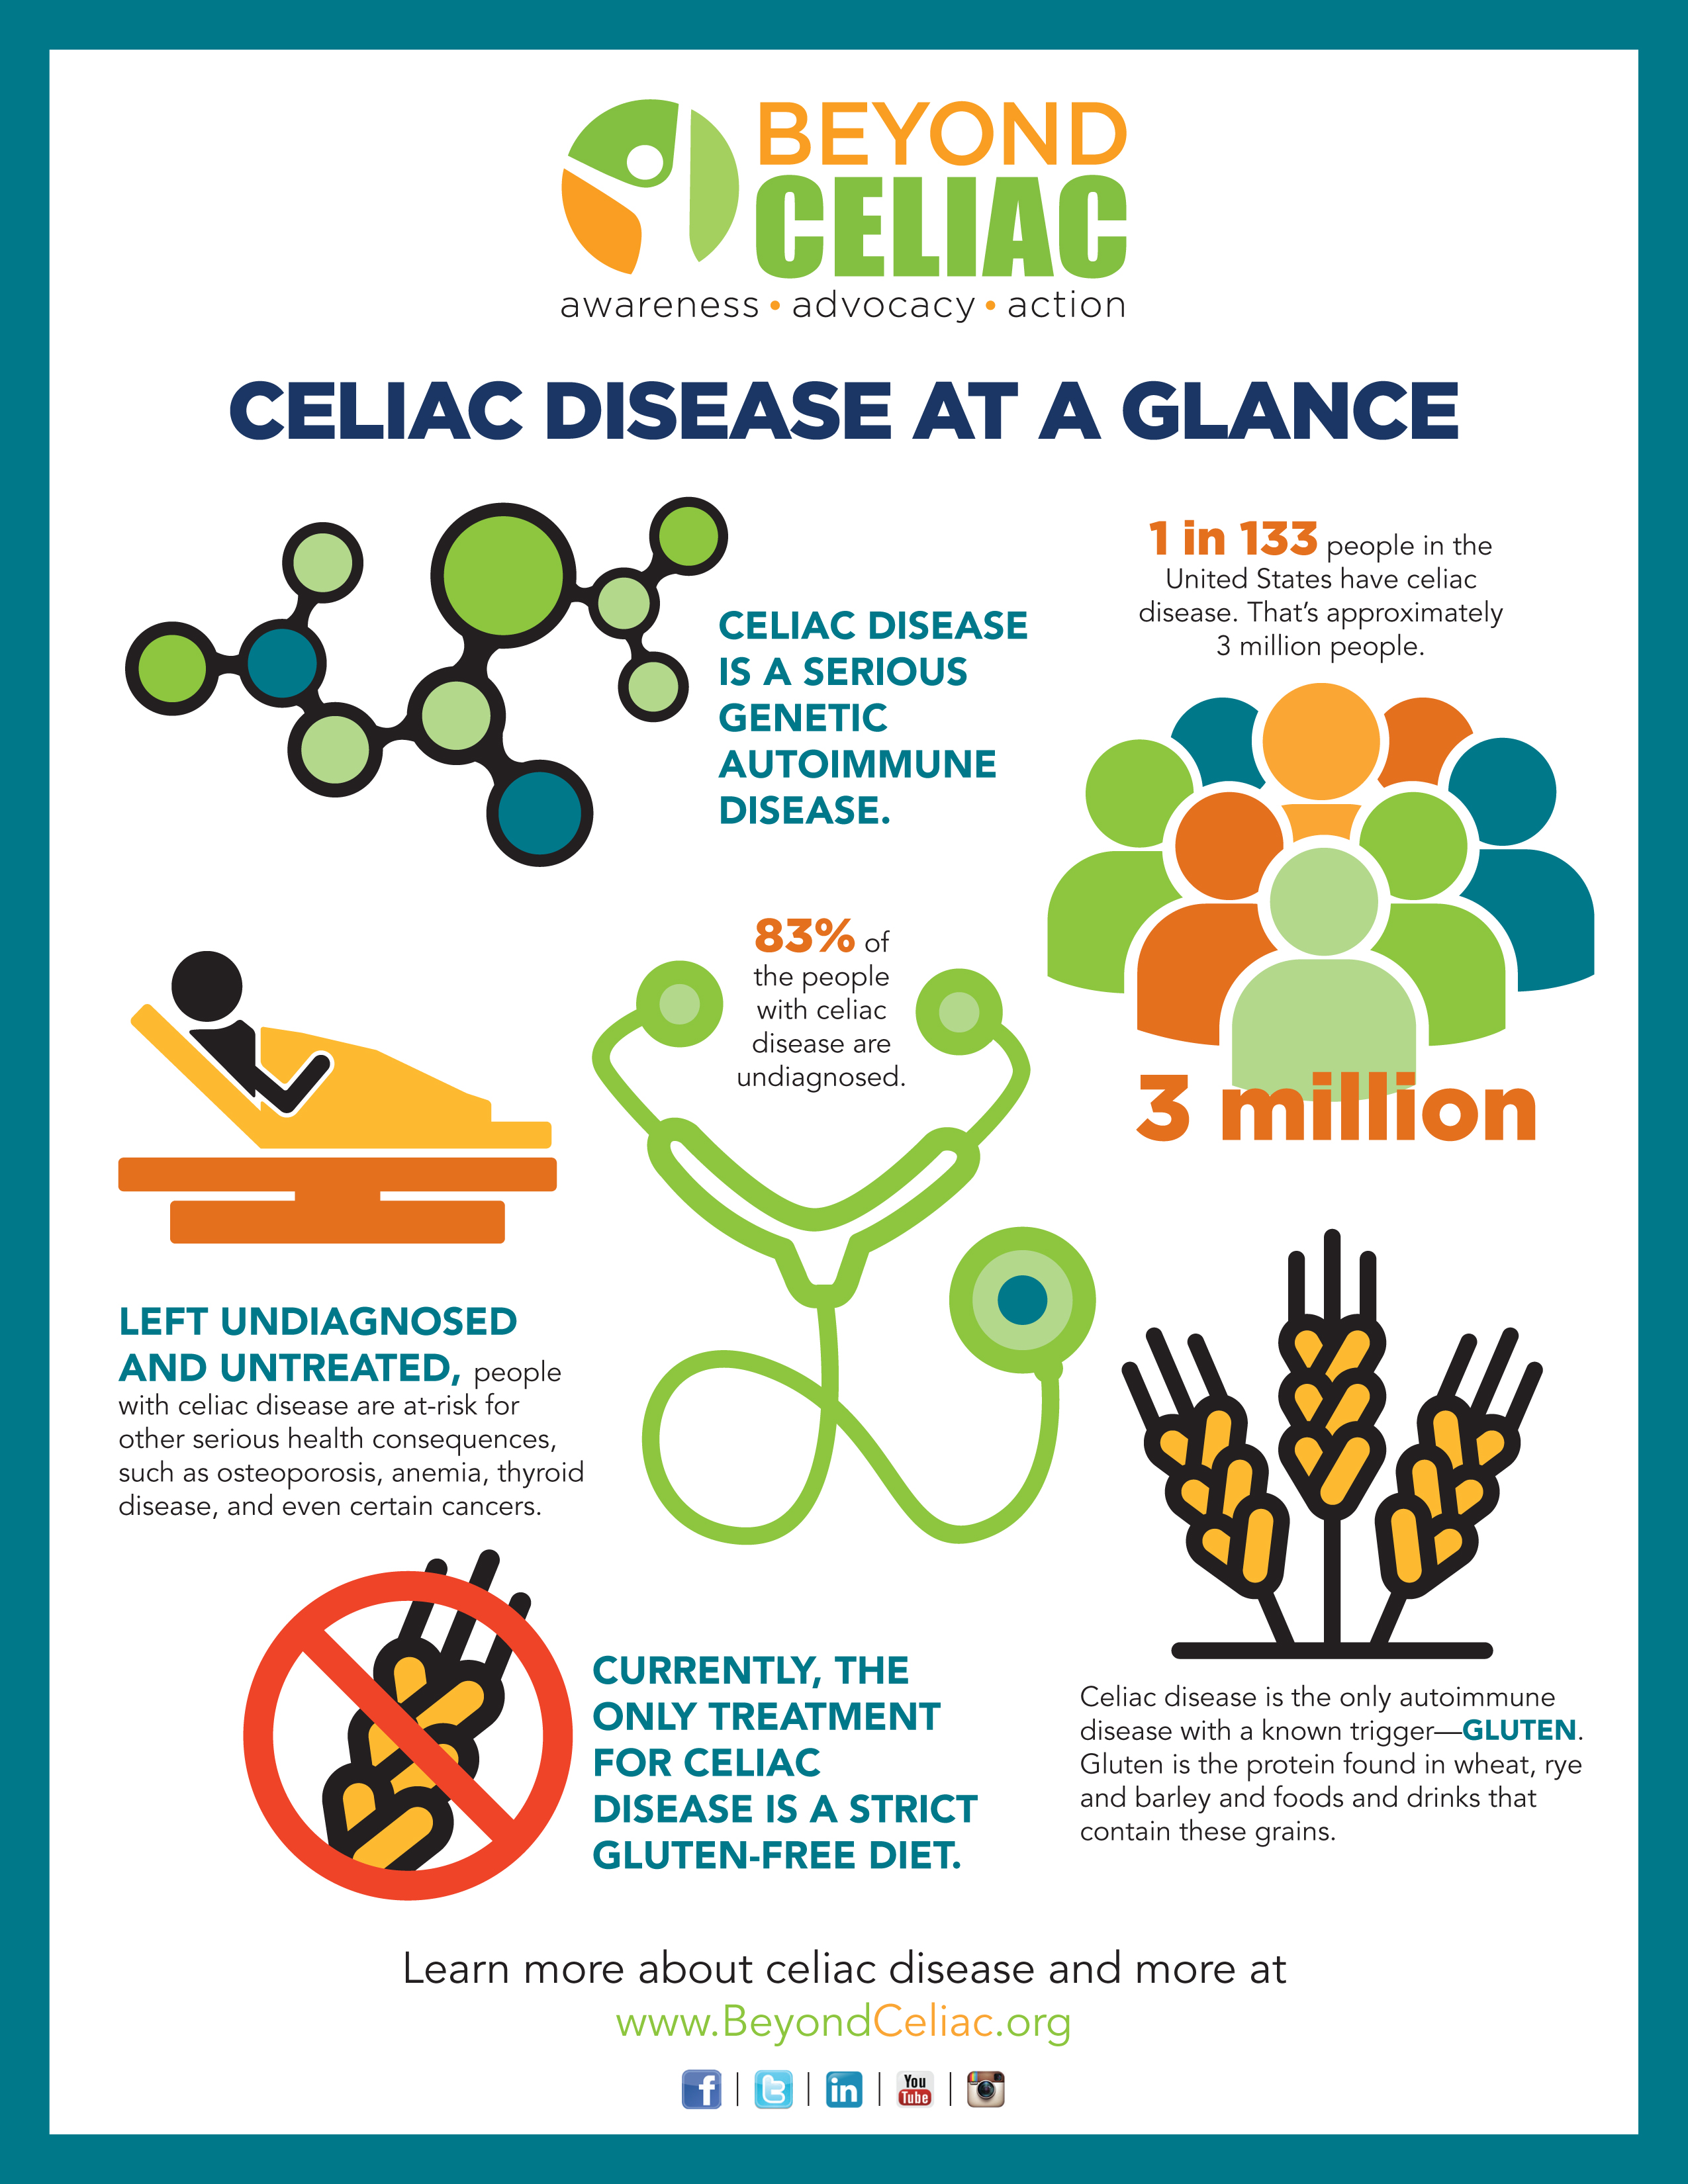 BEYOND
CELIAC
awareness • advocacy • action
CELIAC DISEASE AT A GLANCE
CELIAC DISEASE
IS A SERIOUS
GENETIC
AUTOIMMUNE
DISEASE.
1 in 133 people in the
United States have celiac
disease. That's approximately
3 million people.
3 million
83% of
the people
with celiac
disease are
undiagnosed.
LEFT UNDIAGNOSED
AND UNTREATED, people
with celiac disease are at-risk for
other serious health consequences,
such as osteoporosis, anemia, thyroid
disease, and even certain cancers.
CURRENTLY, THE
ONLY TREATMENT
FOR CELIAC
DISEASE IS A STRICT
GLUTEN-FREE DIET.
Celiac disease is the only autoimmune
disease with a known trigger—GLUTEN.
Gluten is the protein found in wheat, rye
and barley and foods and drinks that
contain these grains.
Learn more about celiac disease and more at
www.BeyondCeliac.org
f | t | in | You Tube |